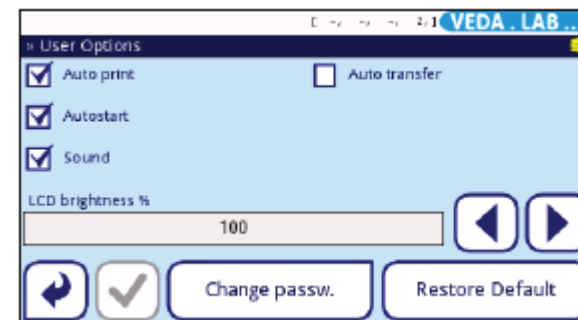 VEDA . LAB ..
» User Options
Auto print
Auto transfer
Autostart
Sound
LCD brightness %
100
Change passw.
Restore Default